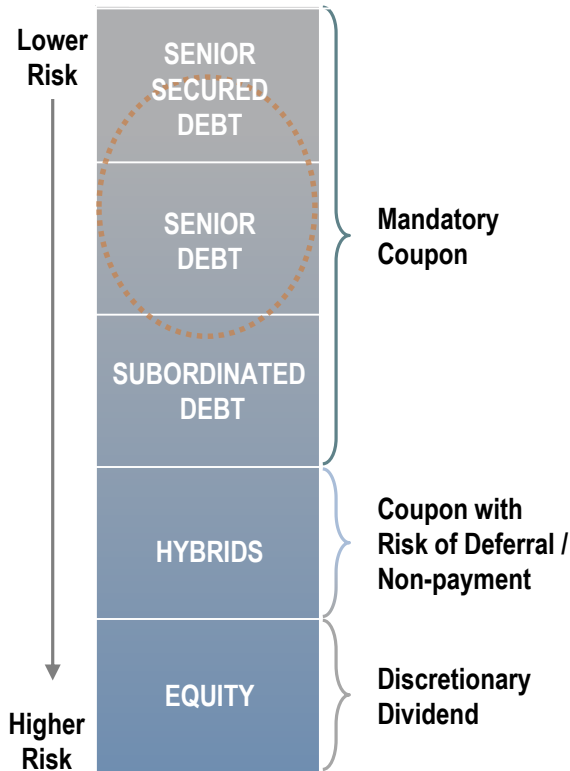 Lower
Risk
SENIOR
SECURED
DEBT
SENIOR
DEBT
Mandatory
Coupon
SUBORDINATED
DEBT
HYBRIDS
Coupon with
Risk of Deferral /
Non-payment
EQUITY
Discretionary
Dividend
Higher
Risk